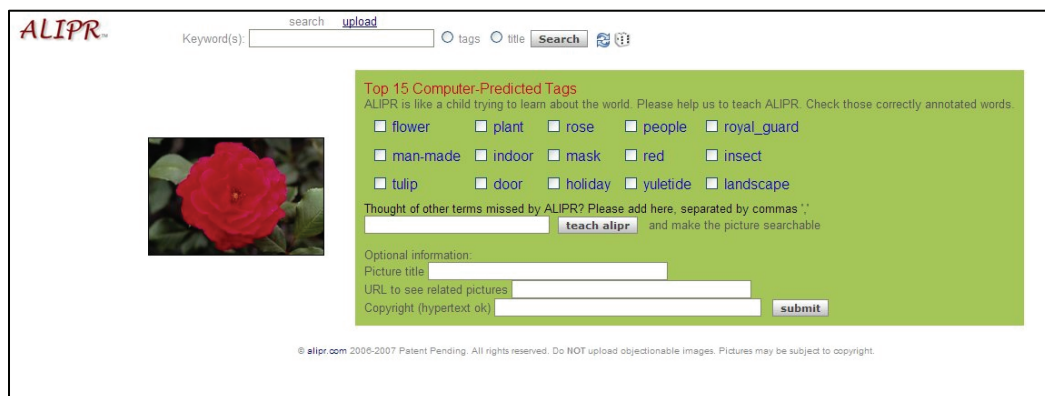 ALIPR™
search upload
Keyword(s): tags title Search
Top 15 Computer-Predicted Tags
ALIPR is like a child trying to learn about the world. Please help us to teach ALIPR. Check those correctly annotated words.
flower plant rose people royal_guard
man-made indoor mask red insect
tulip door holiday yuletide landscape
Thought of other terms missed by ALIPR? Please add here, separated by commas ','
teach alipr and make the picture searchable
Optional information:
Picture title
URL to see related pictures
Copyright (hypertext ok) submit
© alipr.com 2006-2007 Patent Pending. All rights reserved. Do NOT upload objectionable images. Pictures may be subject to copyright.